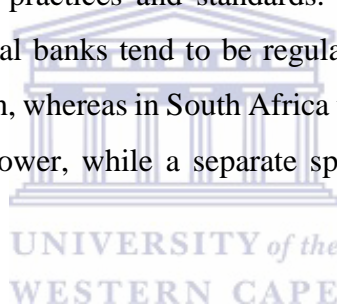 practices and standards.
al banks tend to be regula
n, whereas in South Africa
ower, while a separate sp
UNIVERSITY of the
WESTERN CAPE